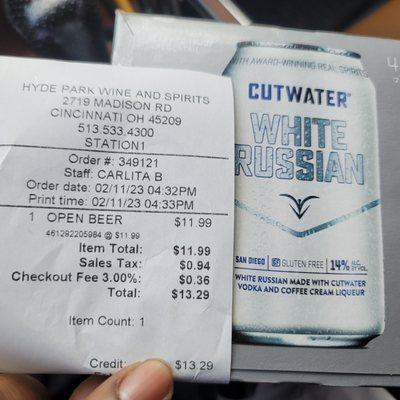 HYDE PARK WINE AND SPIRITS
2719 MADISON RD
CINCINNATI OH 45209
513.533.4300
STATION1
Order #: 349121
Staff: CARLITA B
Order date: 02/11/23 04:32PM
Print time: 02/11/23 04:33PM
1 OPEN BEER $11.99
461292205984 @ $11.99
Item Total: $11.99
Sales Tax: $0.94
Checkout Fee 3.00%: $0.36
Total: $13.29
Item Count: 1
Credit: $13.29
WITH AWARD-WINNING REAL SPIRITS
CUTWATER
WHITE
RUSSIAN
SAN DIEGO GLUTEN FREE 14% ALC. BY VOL.
WHITE RUSSIAN MADE WITH CUTWATER
VODKA AND COFFEE CREAM LIQUEUR
4